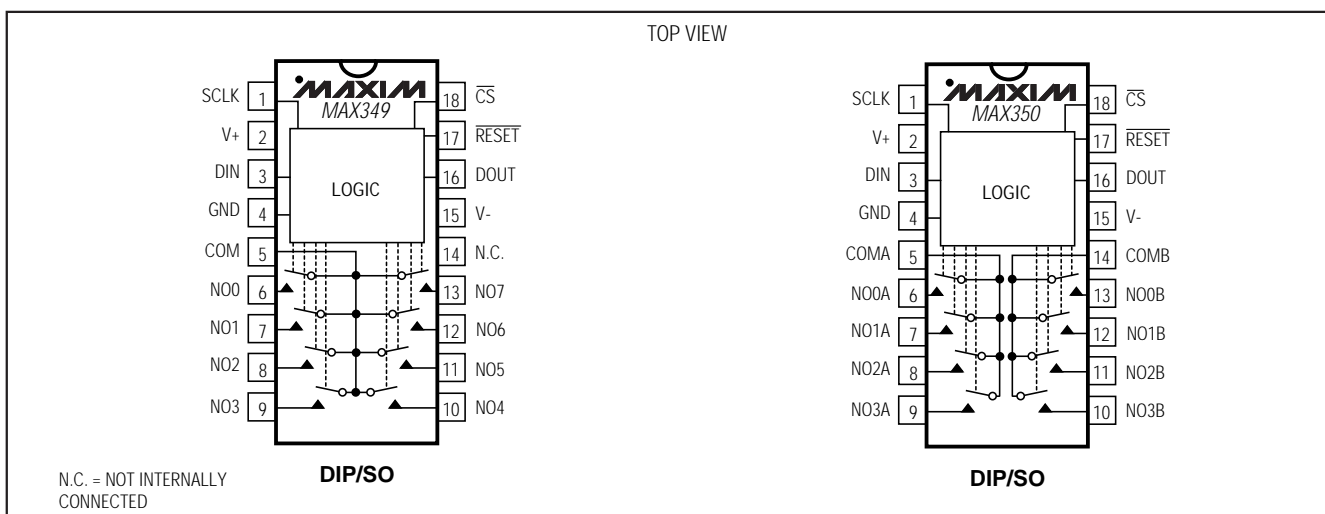 TOP VIEW
MAXIM
MAX349
SCLK 1
V+ 2
DIN 3
GND 4
COM 5
NO0 6
NO1 7
NO2 8
NO3 9
18 C̅S̅
17 R̅E̅S̅E̅T̅
16 DOUT
15 V-
14 N.C.
13 NO7
12 NO6
11 NO5
10 NO4
LOGIC
DIP/SO
N.C. = NOT INTERNALLY
CONNECTED
MAXIM
MAX350
SCLK 1
V+ 2
DIN 3
GND 4
COMA 5
NO0A 6
NO1A 7
NO2A 8
NO3A 9
18 C̅S̅
17 R̅E̅S̅E̅T̅
16 DOUT
15 V-
14 COMB
13 NO0B
12 NO1B
11 NO2B
10 NO3B
LOGIC
DIP/SO